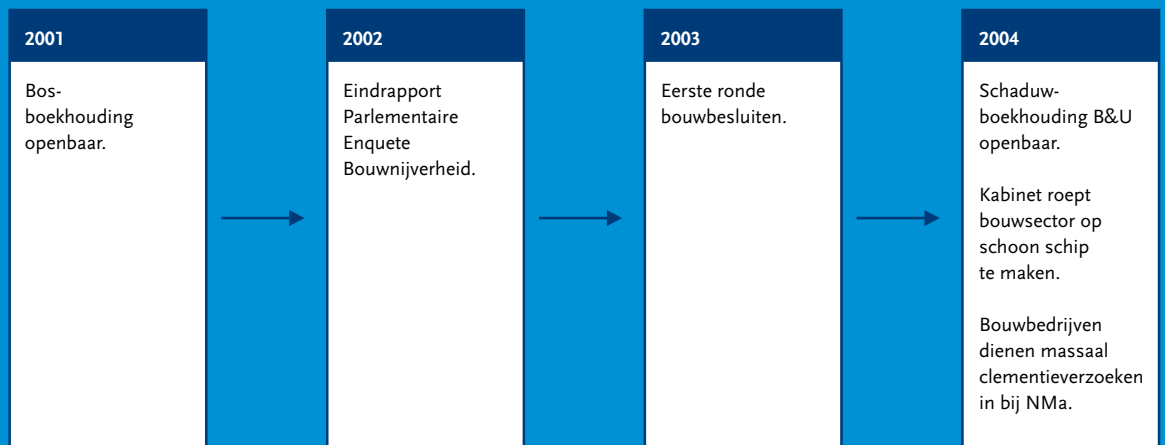 2001
Bos-
boekhouding
openbaar.
2002
Eindrapport
Parlementaire
Enquete
Bouwnijverheid.
2003
Eerste ronde
bouwbesluiten.
2004
Schaduw-
boekhouding B&U
openbaar.
Kabinet roept
bouwsector op
schoon schip
te maken.
Bouwbedrijven
dienen massaal
clementieverzoeken
in bij NMa.